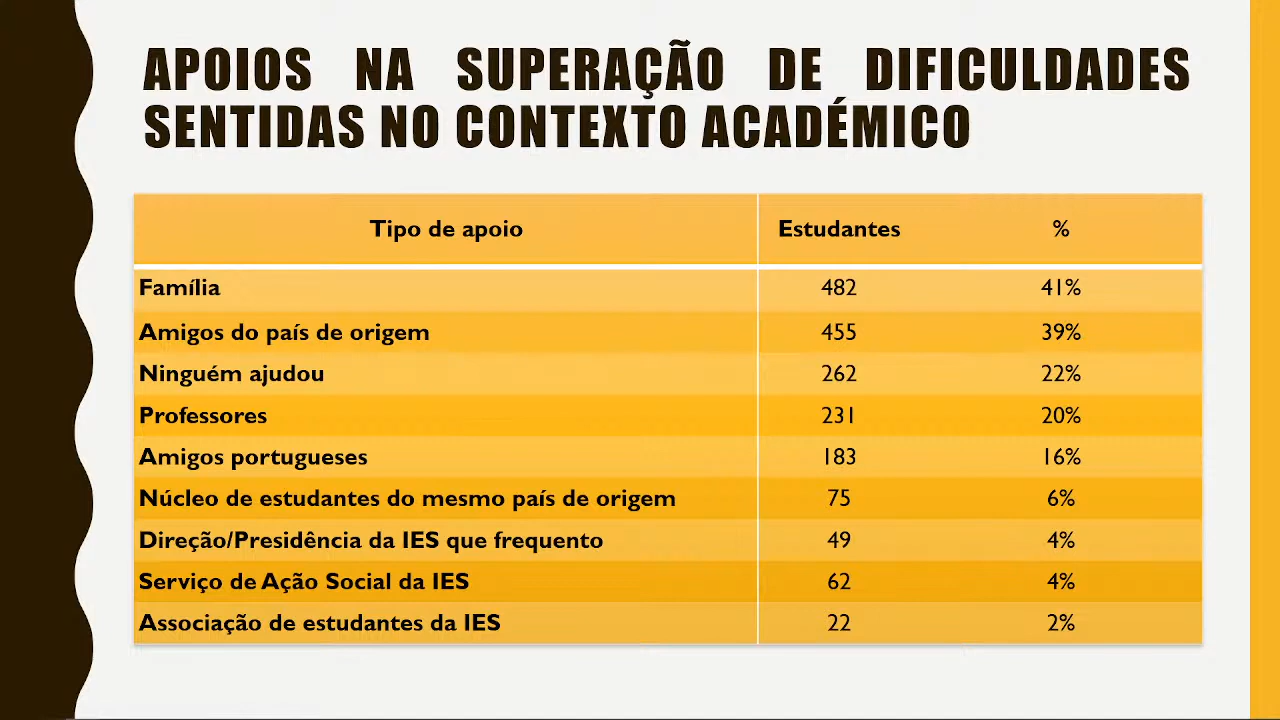 APOIOS NA SUPERAÇÃO DE DIFICULDADES
SENTIDAS NO CONTEXTO ACADÉMICO
Tipo de apoio Estudantes %
Família 482 41%
Amigos do país de origem 455 39%
Ninguém ajudou 262 22%
Professores 231 20%
Amigos portugueses 183 16%
Núcleo de estudantes do mesmo país de origem 75 6%
Direção/Presidência da IES que frequento 49 4%
Serviço de Ação Social da IES 62 4%
Associação de estudantes da IES 22 2%